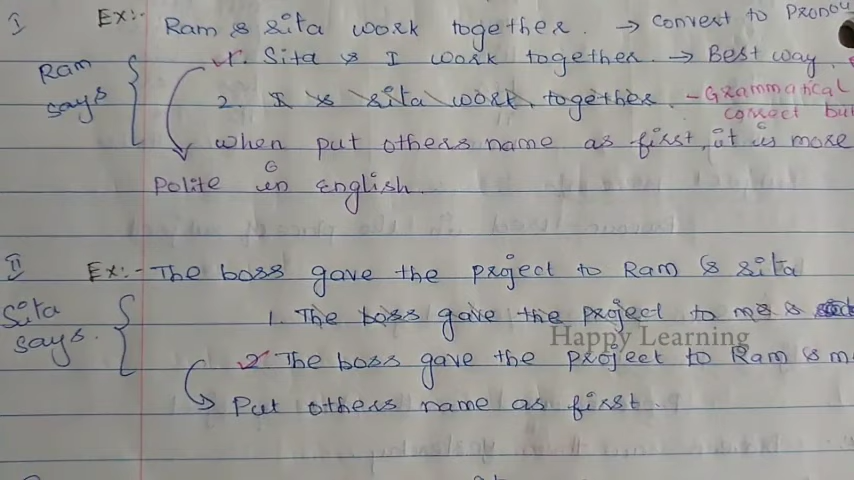 I Ex:- Ram & sita work together. → convert to Pronou
Ram says
✓1. Sita & I work together. → Best way.
2. I & sita work together. - Grammatical
correct but
when put others name as first, it is more
Polite in English.
II Ex:- The boss gave the project to Ram & sita
Sita says.
1. The boss gave the project to me &
Happy Learning
✓2 The boss gave the project to Ram & m
Put others name as first.